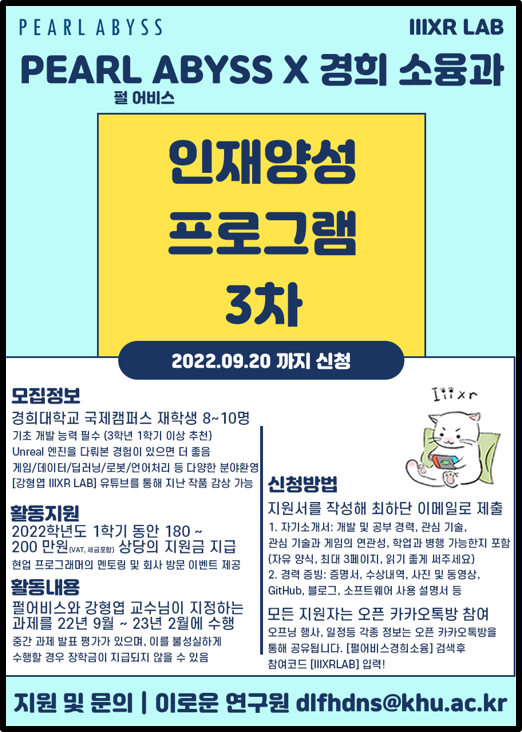 PEARL ABYSS
IIIXR LAB
PEARL ABYSS X 경희 소융과
펄 어비스
인재양성
프로그램
3차
2022.09.20 까지 신청
모집정보
경희대학교 국제캠퍼스 재학생 8~10명
기초 개발 능력 필수 (3학년 1학기 이상 추천)
Unreal 엔진을 다뤄본 경험이 있으면 더 좋음
게임/데이터/딥러닝/로봇/언어처리 등 다양한 분야환영
[강형엽 IIIXR LAB] 유튜브를 통해 지난 작품 감상 가능
활동지원
2022학년도 1학기 동안 180 ~
200 만원(VAT, 세금포함) 상당의 지원금 지급
현업 프로그래머의 멘토링 및 회사 방문 이벤트 제공
활동내용
펄어비스와 강형엽 교수님이 지정하는
과제를 22년 9월 ~ 23년 2월에 수행
중간 과제 발표 평가가 있으며, 이를 불성실하게
수행할 경우 장학금이 지급되지 않을 수 있음
Iiixr
신청방법
지원서를 작성해 최하단 이메일로 제출
1. 자기소개서: 개발 및 공부 경력, 관심 기술,
관심 기술과 게임의 연관성, 학업과 병행 가능한지 포함
(자유 양식, 최대 3페이지, 읽기 좋게 써주세요)
2. 경력 증빙: 증명서, 수상내역, 사진 및 동영상,
GitHub, 블로그, 소프트웨어 사용 설명서 등
모든 지원자는 오픈 카카오톡방 참여
오프닝 행사, 일정등 각종 정보는 오픈 카카오톡방을
통해 공유됩니다. [펄어비스경희소융] 검색후
참여코드 [IIIXRLAB] 입력!
지원 및 문의 | 이로운 연구원 dlfhdns@khu.ac.kr